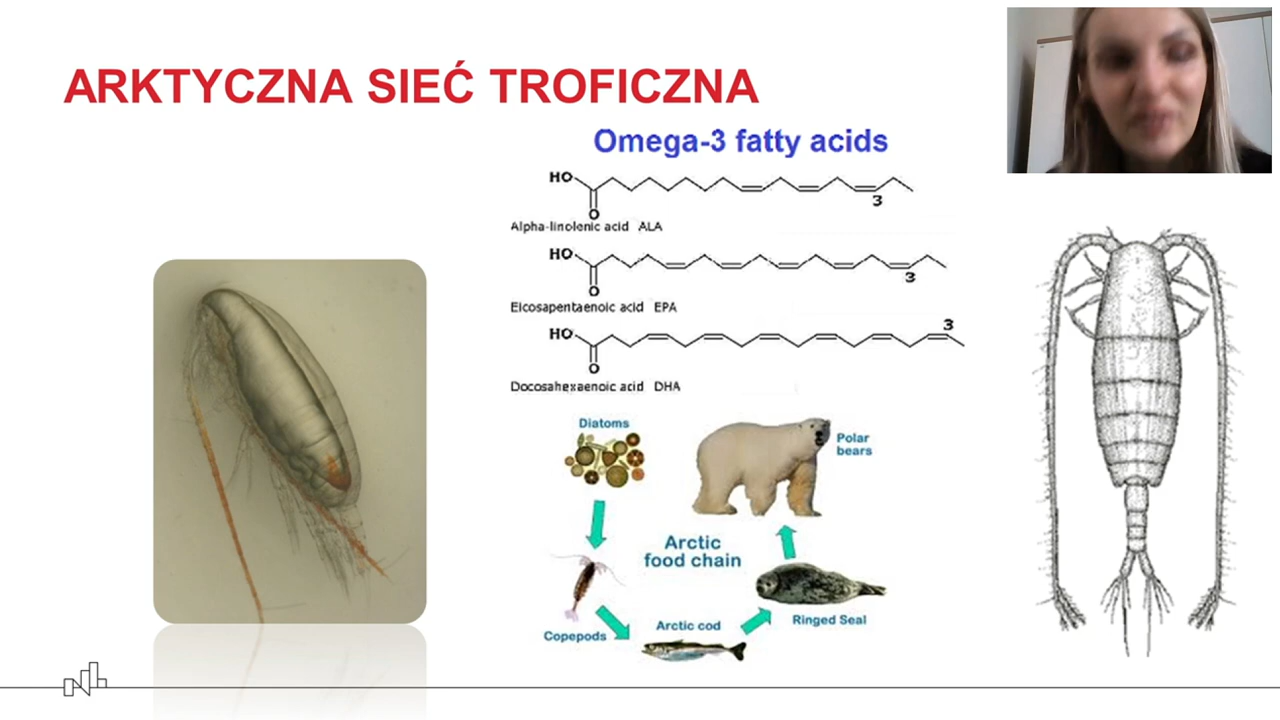 ARKTYCZNA SIEĆ TROFICZNA
Omega-3 fatty acids
HO
O
3
Alpha-linolenic acid ALA
HO
O
3
Eicosapentaenoic acid EPA
HO
O
3
Docosahexaenoic acid DHA
Diatoms
Polar
bears
Arctic
food chain
Copepods
Arctic cod
Ringed Seal